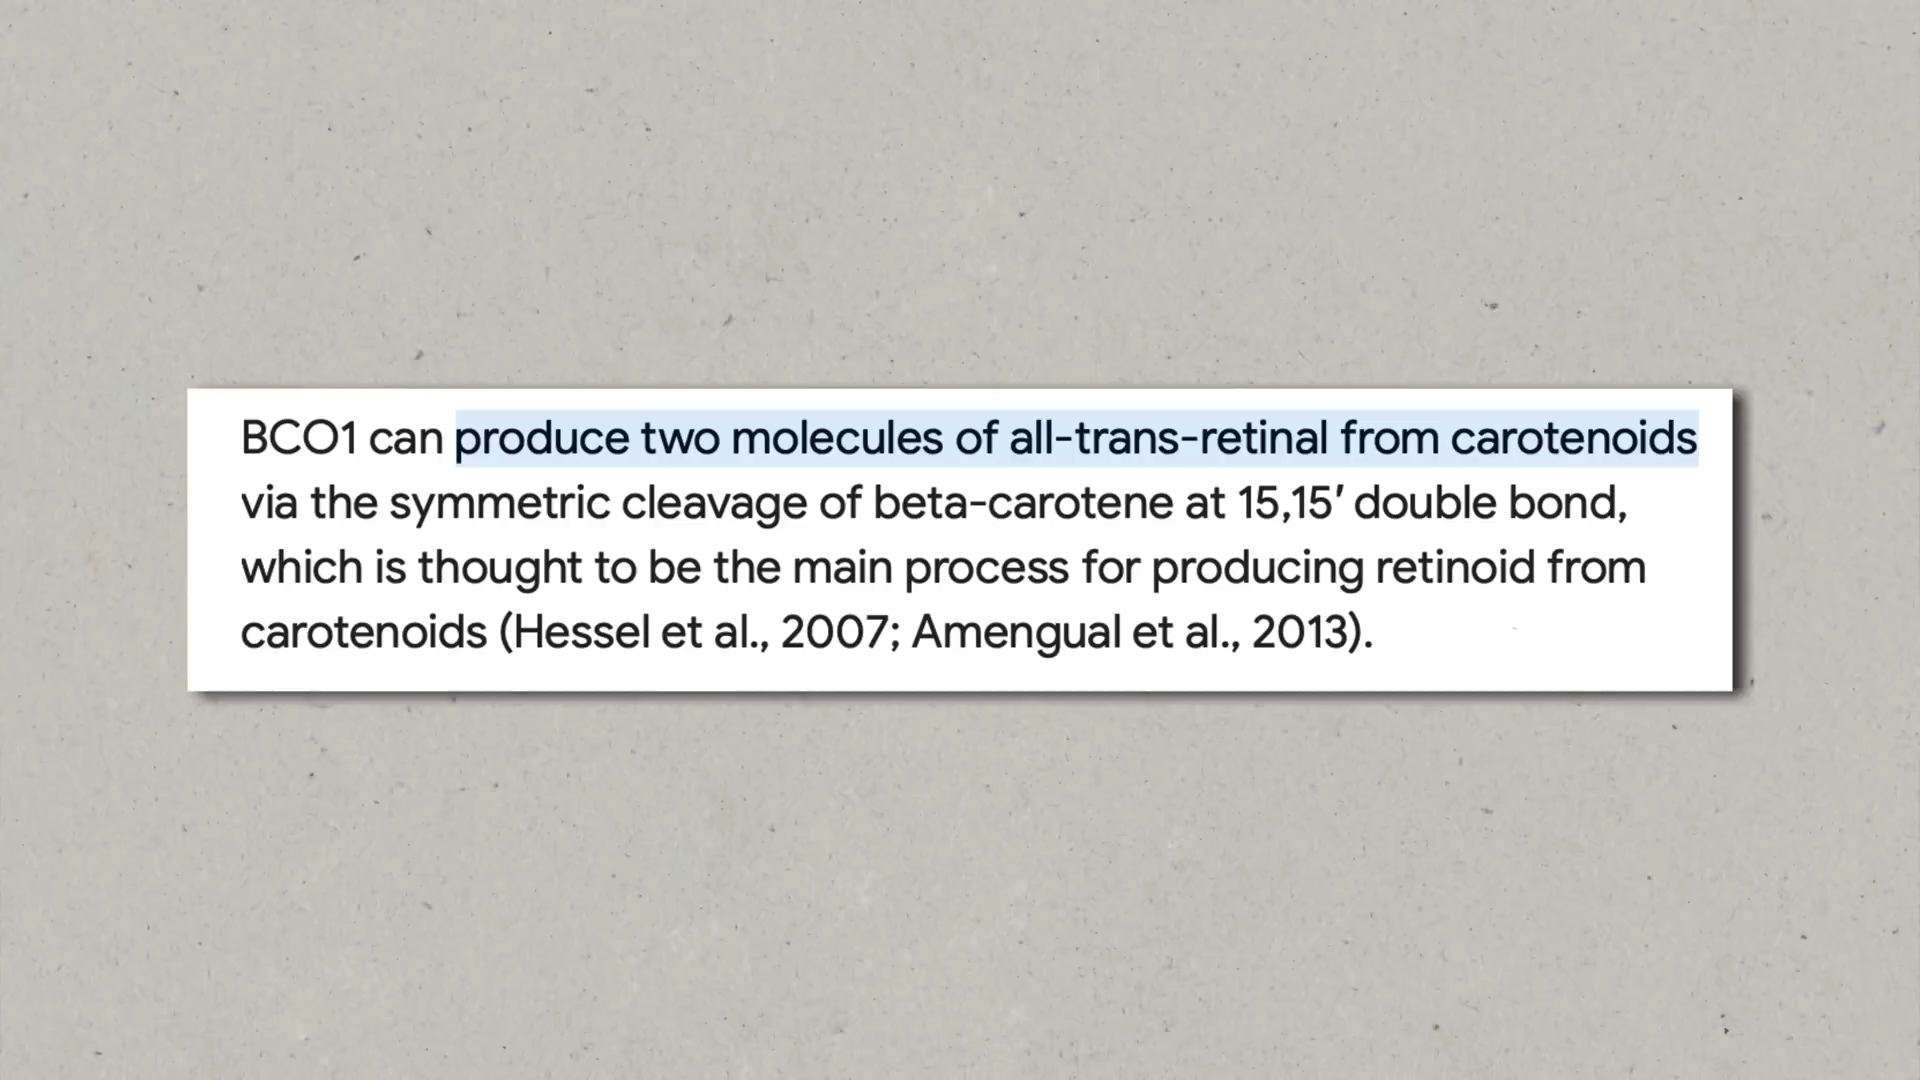 BCO1 can produce two molecules of all-trans-retinal from carotenoids
via the symmetric cleavage of beta-carotene at 15,15′ double bond,
which is thought to be the main process for producing retinoid from
carotenoids (Hessel et al., 2007; Amengual et al., 2013).